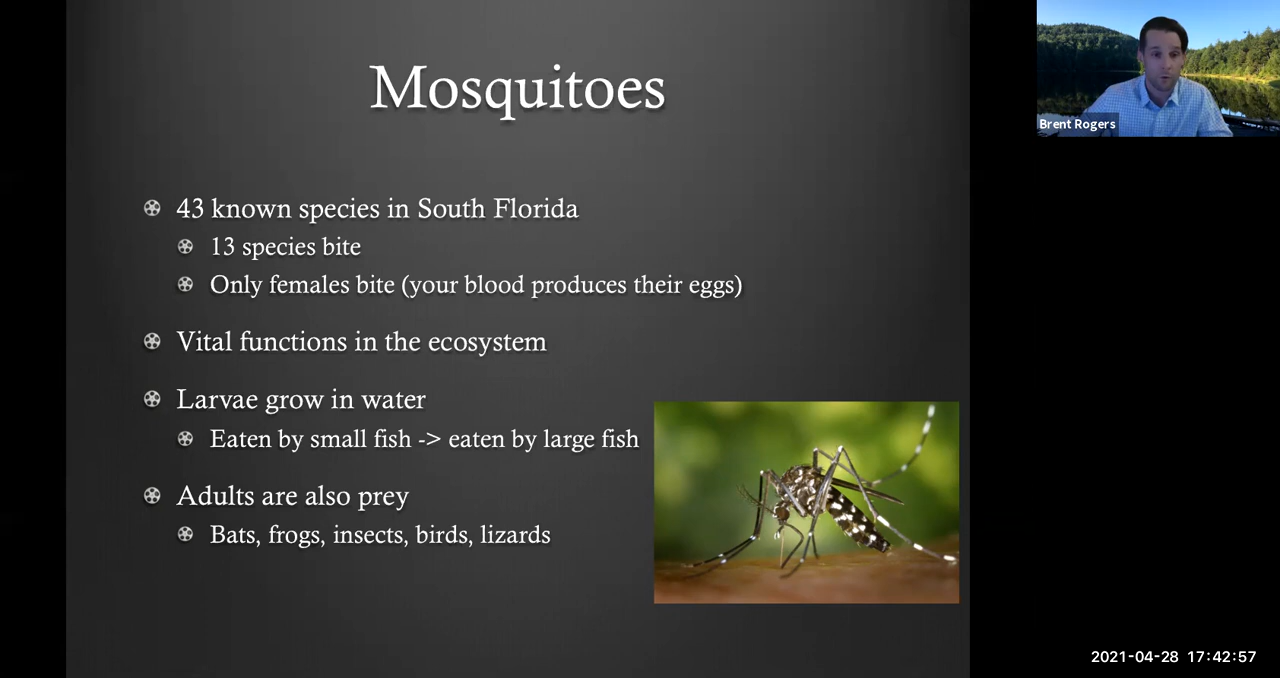 Mosquitoes
43 known species in South Florida
13 species bite
Only females bite (your blood produces their eggs)
Vital functions in the ecosystem
Larvae grow in water
Eaten by small fish -> eaten by large fish
Adults are also prey
Bats, frogs, insects, birds, lizards
Brent Rogers
2021-04-28 17:42:57